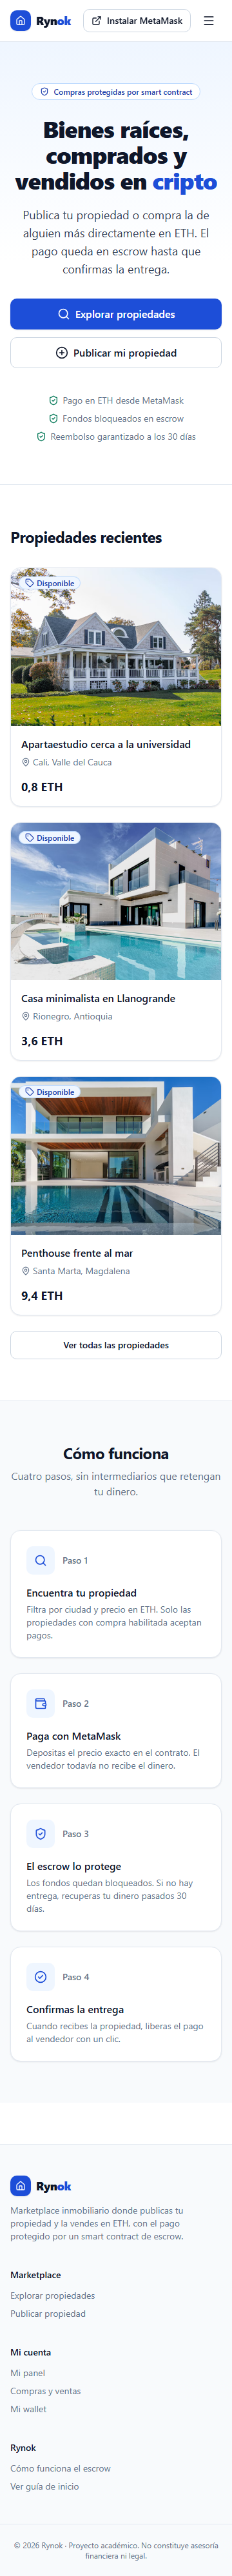 Rynok
Instalar MetaMask
Compras protegidas por smart contract
Bienes raíces,
comprados y
vendidos en cripto
Publica tu propiedad o compra la de
alguien más directamente en ETH. El
pago queda en escrow hasta que
confirmas la entrega.
Explorar propiedades
Publicar mi propiedad
Pago en ETH desde MetaMask
Fondos bloqueados en escrow
Reembolso garantizado a los 30 días
Propiedades recientes
Disponible
Apartaestudio cerca a la universidad
Cali, Valle del Cauca
0,8 ETH
Disponible
Casa minimalista en Llanogrande
Rionegro, Antioquia
3,6 ETH
Disponible
Penthouse frente al mar
Santa Marta, Magdalena
9,4 ETH
Ver todas las propiedades
Cómo funciona
Cuatro pasos, sin intermediarios que retengan
tu dinero.
Paso 1
Encuentra tu propiedad
Filtra por ciudad y precio en ETH. Solo las
propiedades con compra habilitada aceptan
pagos.
Paso 2
Paga con MetaMask
Depositas el precio exacto en el contrato. El
vendedor todavía no recibe el dinero.
Paso 3
El escrow lo protege
Los fondos quedan bloqueados. Si no hay
entrega, recuperas tu dinero pasados 30
días.
Paso 4
Confirmas la entrega
Cuando recibes la propiedad, liberas el pago
al vendedor con un clic.
Rynok
Marketplace inmobiliario donde publicas tu
propiedad y la vendes en ETH, con el pago
protegido por un smart contract de escrow.
Marketplace
Explorar propiedades
Publicar propiedad
Mi cuenta
Mi panel
Compras y ventas
Mi wallet
Rynok
Cómo funciona el escrow
Ver guía de inicio
© 2026 Rynok · Proyecto académico. No constituye asesoría
financiera ni legal.